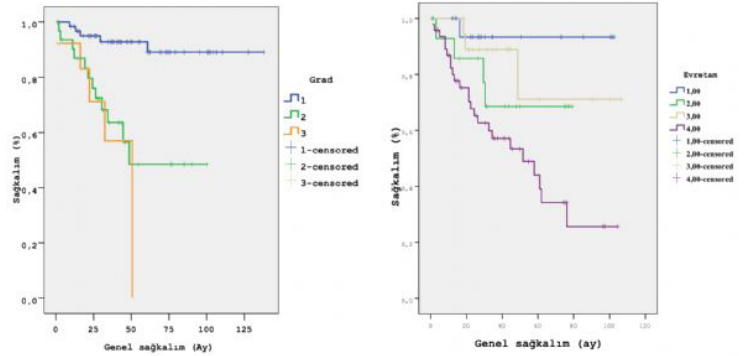 1,0
0,8
0,6
0,4
0,2
0,0
Sağkalım (%)
0 25 50 75 100 125
Genel sağkalım (Ay)
Grad
1
2
3
1-censored
2-censored
3-censored
Sağkalım (%)
0 20 40 60 80 100 120
Genel sağkalım (ay)
Evretam
1,00
2,00
3,00
4,00
1,00-censored
2,00-censored
3,00-censored
4,00-censored